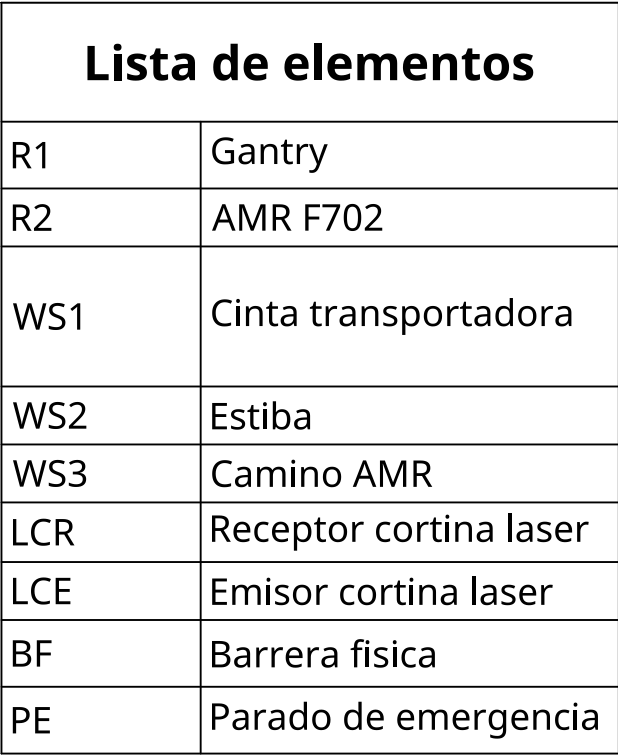 Lista de elementos
R1 Gantry
R2 AMR F702
WS1 Cinta transportadora
WS2 Estiba
WS3 Camino AMR
LCR Receptor cortina laser
LCE Emisor cortina laser
BF Barrera fisica
PE Parado de emergencia